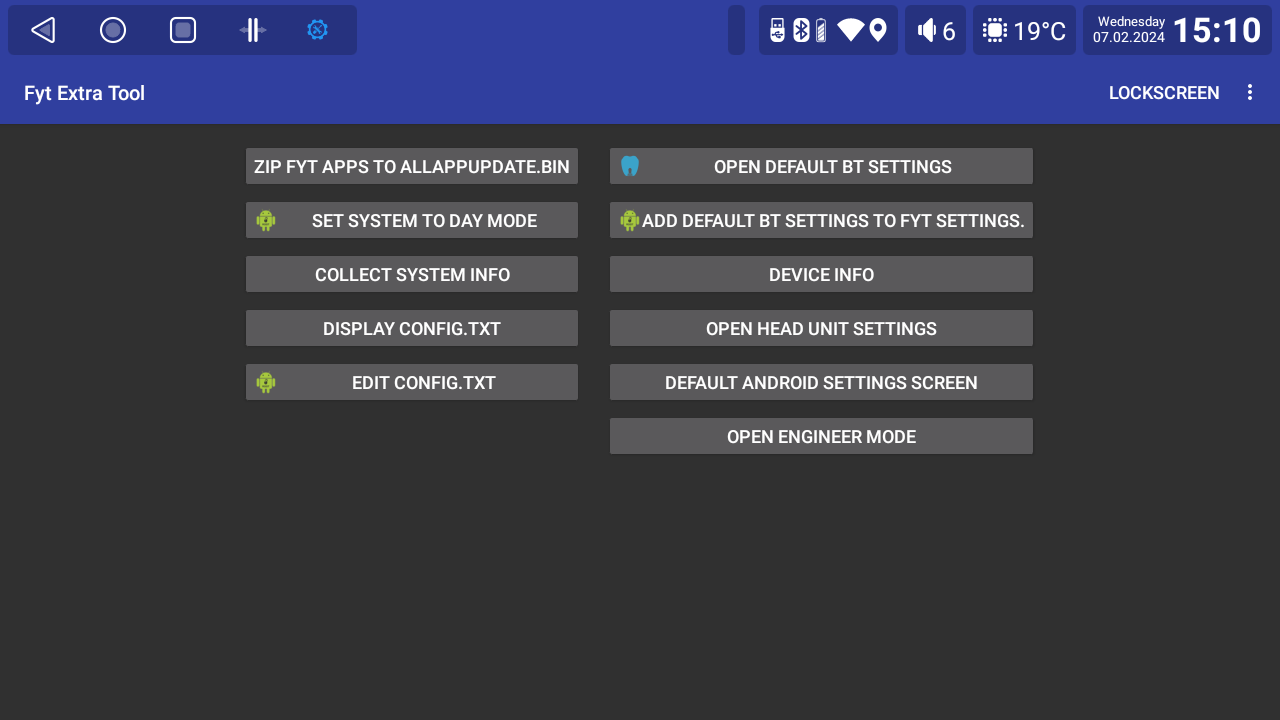 6
19°C
Wednesday
07.02.2024
15:10
Fyt Extra Tool
LOCKSCREEN
ZIP FYT APPS TO ALLAPPUPDATE.BIN
OPEN DEFAULT BT SETTINGS
SET SYSTEM TO DAY MODE
ADD DEFAULT BT SETTINGS TO FYT SETTINGS.
COLLECT SYSTEM INFO
DEVICE INFO
DISPLAY CONFIG.TXT
OPEN HEAD UNIT SETTINGS
EDIT CONFIG.TXT
DEFAULT ANDROID SETTINGS SCREEN
OPEN ENGINEER MODE